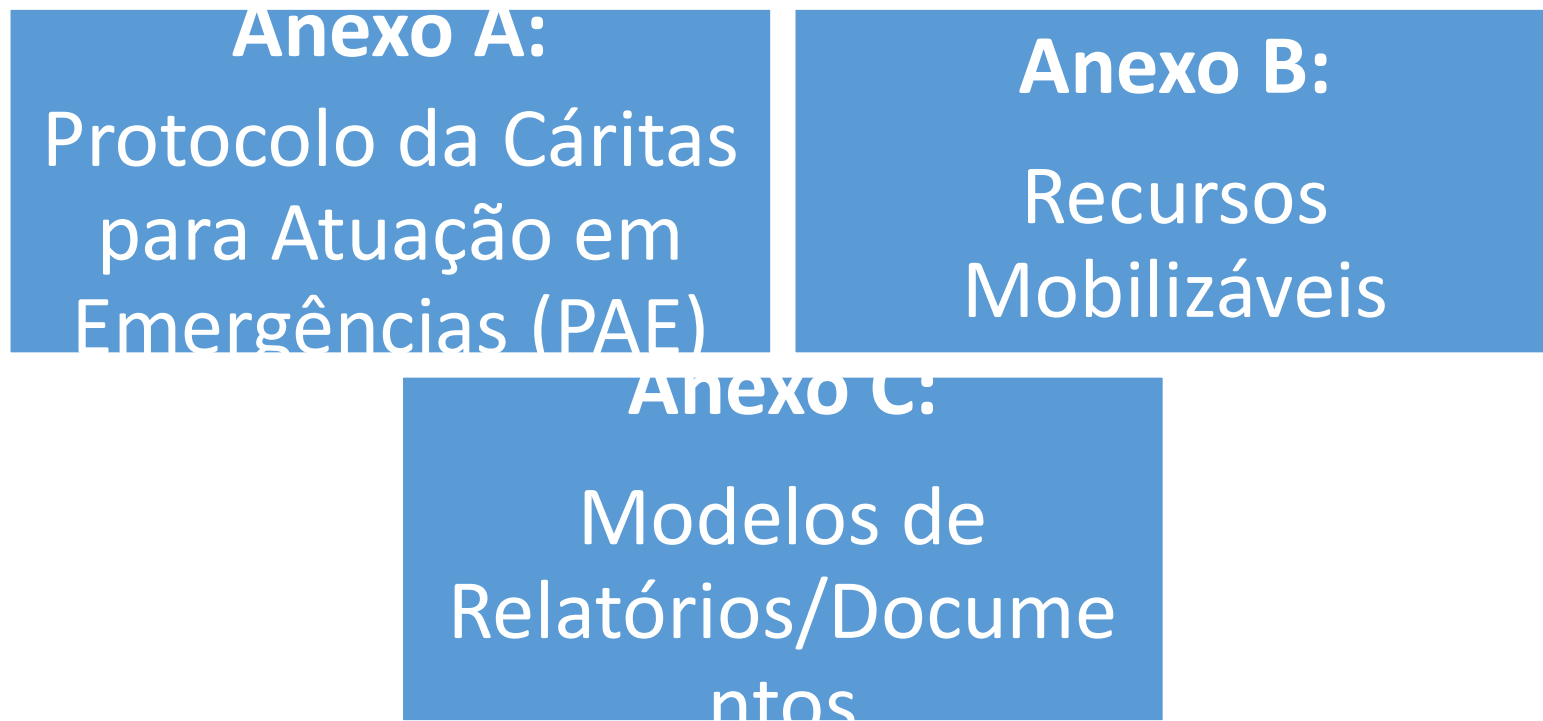 Anexo A:
Protocolo da Cáritas
para Atuação em
Emergências (PAE)
Anexo B:
Recursos
Mobilizáveis
Anexo C:
Modelos de
Relatórios/Docume
ntos